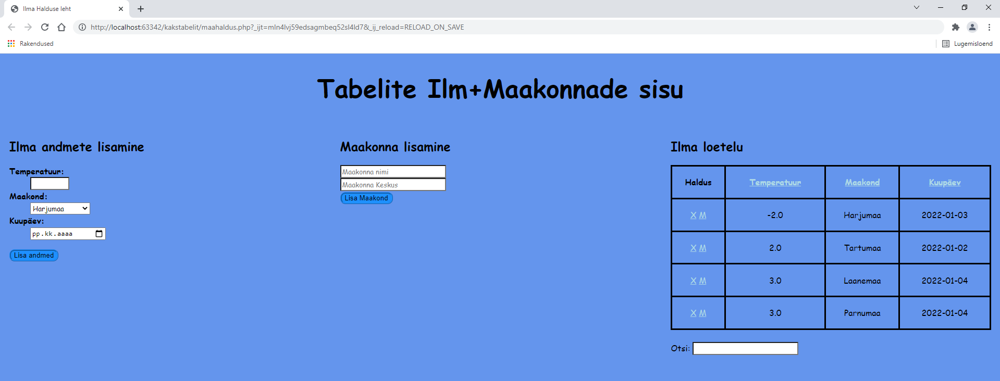 Ilma Halduse leht
http://localhost:63342/kakstabelit/maahaldus.php?_ijt=mln4lvj59edsagmbeq52sl4ld7&_ij_reload=RELOAD_ON_SAVE
Rakendused
Lugemisloend
Tabelite Ilm+Maakonnade sisu
Ilma andmete lisamine
Temperatuur:
Maakond:
Harjumaa
Kuupäev:
pp.kk.aaaa
Lisa andmed
Maakonna lisamine
Maakonna nimi
Maakonna Keskus
Lisa Maakond
Ilma loetelu
Haldus Temperatuur Maakond Kuupäev
X M -2.0 Harjumaa 2022-01-03
X M 2.0 Tartumaa 2022-01-02
X M 3.0 Laanemaa 2022-01-04
X M 3.0 Parnumaa 2022-01-04
Otsi: